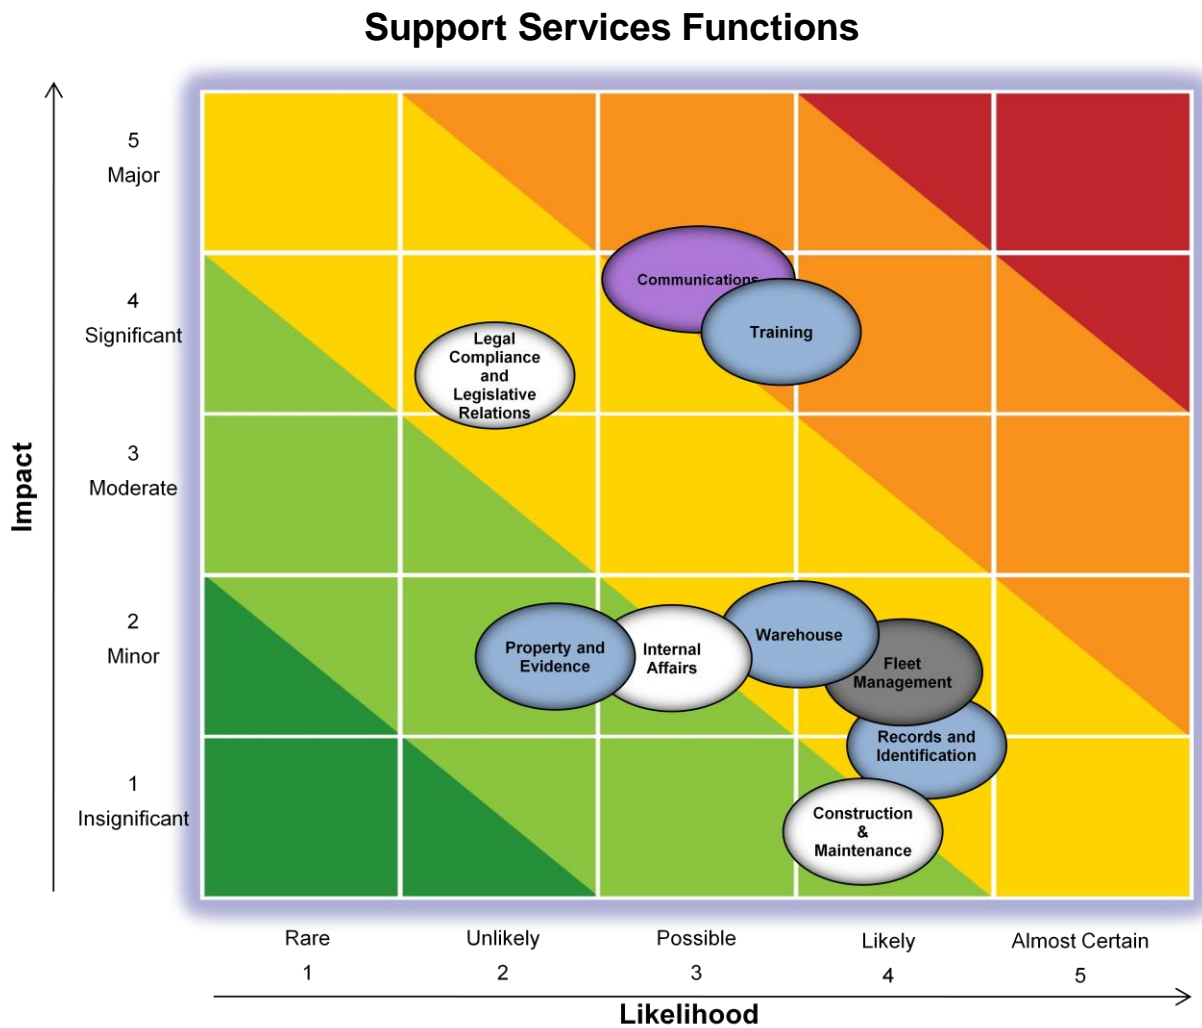 Support Services Functions
5
Major
4
Significant
3
Moderate
2
Minor
1
Insignificant
Impact
Communications
Training
Legal
Compliance
and
Legislative
Relations
Property and
Evidence
Internal
Affairs
Warehouse
Fleet
Management
Records and
Identification
Construction
&
Maintenance
Rare
Unlikely
Possible
Likely
Almost Certain
1
2
3
4
5
Likelihood